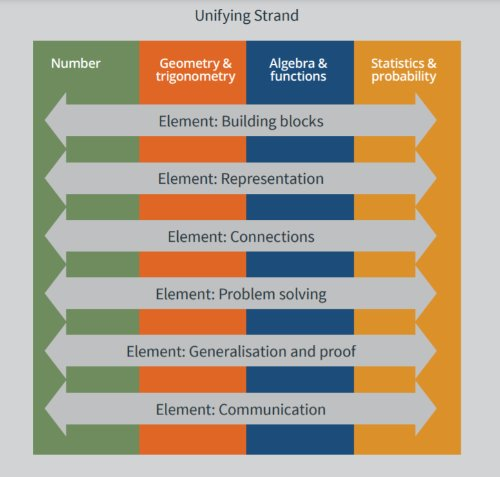 Unifying Strand
Number
Geometry &
trigonometry
Algebra &
functions
Statistics &
probability
Element: Building blocks
Element: Representation
Element: Connections
Element: Problem solving
Element: Generalisation and proof
Element: Communication